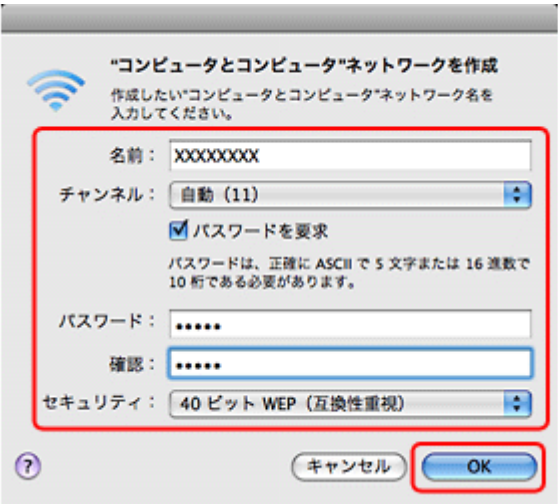 "コンピュータとコンピュータ"ネットワークを作成
作成したい"コンピュータとコンピュータ"ネットワーク名を
入力してください。
名前： XXXXXXXX
チャンネル： 自動（11）
パスワードを要求
パスワードは、正確に ASCII で 5 文字または 16 進数で
10 桁である必要があります。
パスワード： •••••
確認： •••••
セキュリティ： 40 ビット WEP（互換性重視）
? キャンセル OK